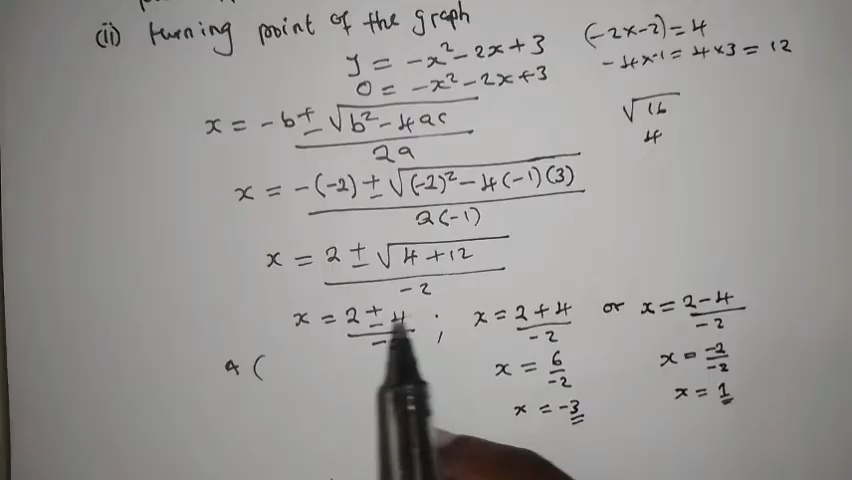 (ii) turning point of the graph
y = -x² - 2x + 3
0 = -x² - 2x + 3
(-2x-2) = 4
-4x-1 = 4x3 = 12
√16
4
x = -b ± √b² - 4ac
2a
x = -(-2) ± √(-2)² - 4(-1)(3)
2(-1)
x = 2 ± √4 + 12
-2
x = 2 ± 4 ; x = 2 + 4 or x = 2 - 4
-2 -2
x = 6 x = -2
-2 -2
x = -3 x = 1
(